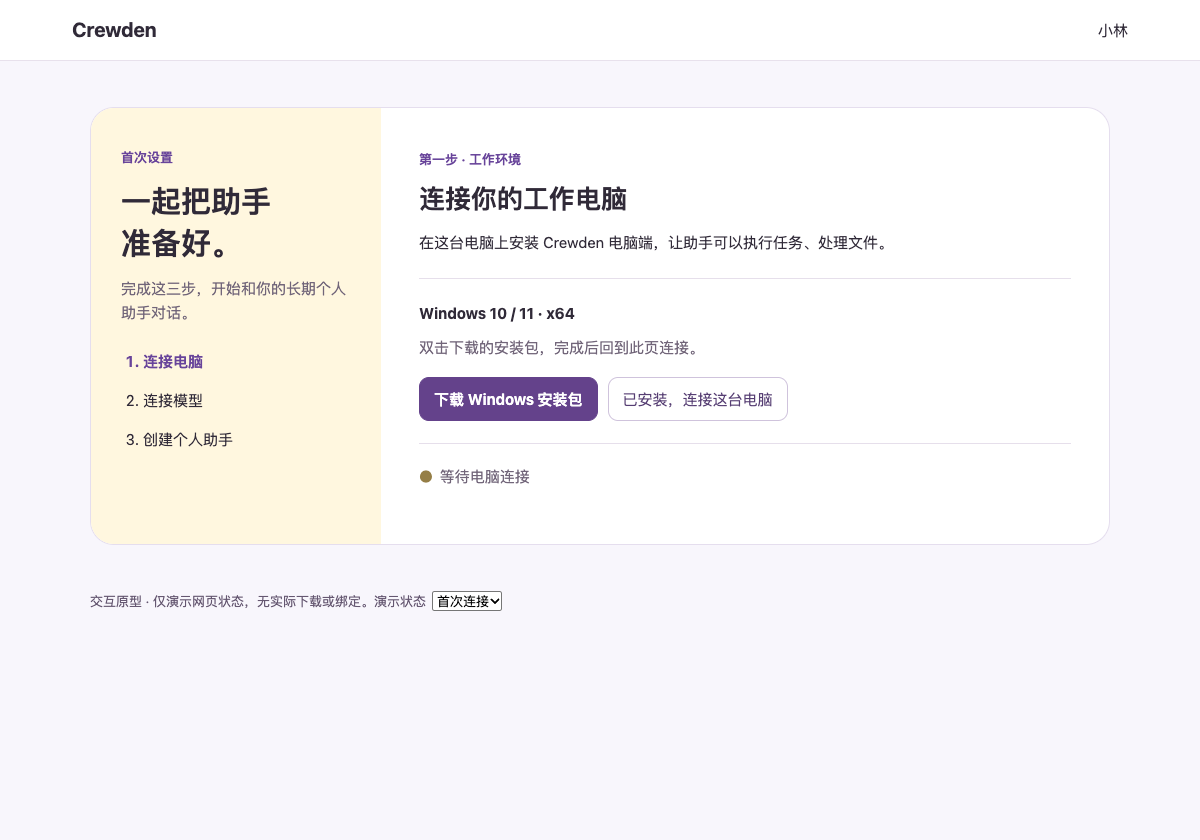 Crewden
小林
首次设置
一起把助手
准备好。
完成这三步，开始和你的长期个人
助手对话。
1. 连接电脑
2. 连接模型
3. 创建个人助手
第一步 · 工作环境
连接你的工作电脑
在这台电脑上安装 Crewden 电脑端，让助手可以执行任务、处理文件。
Windows 10 / 11 · x64
双击下载的安装包，完成后回到此页连接。
下载 Windows 安装包
已安装，连接这台电脑
等待电脑连接
交互原型 · 仅演示网页状态，无实际下载或绑定。演示状态 首次连接